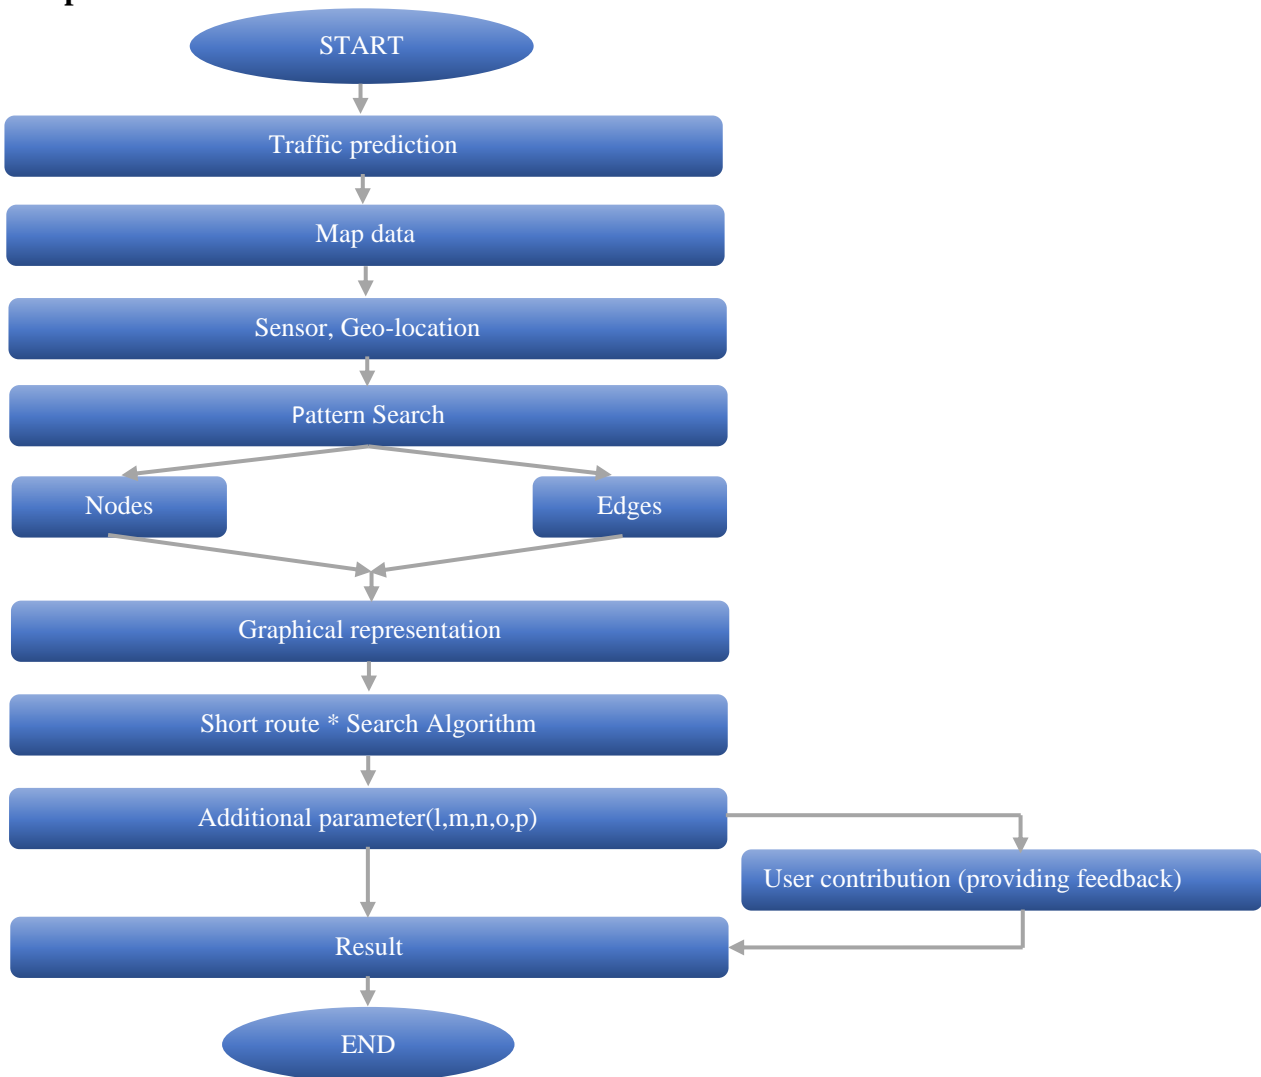 START
Traffic prediction
Map data
Sensor, Geo-location
Pattern Search
Nodes
Edges
Graphical representation
Short route * Search Algorithm
Additional parameter(l,m,n,o,p)
User contribution (providing feedback)
Result
END